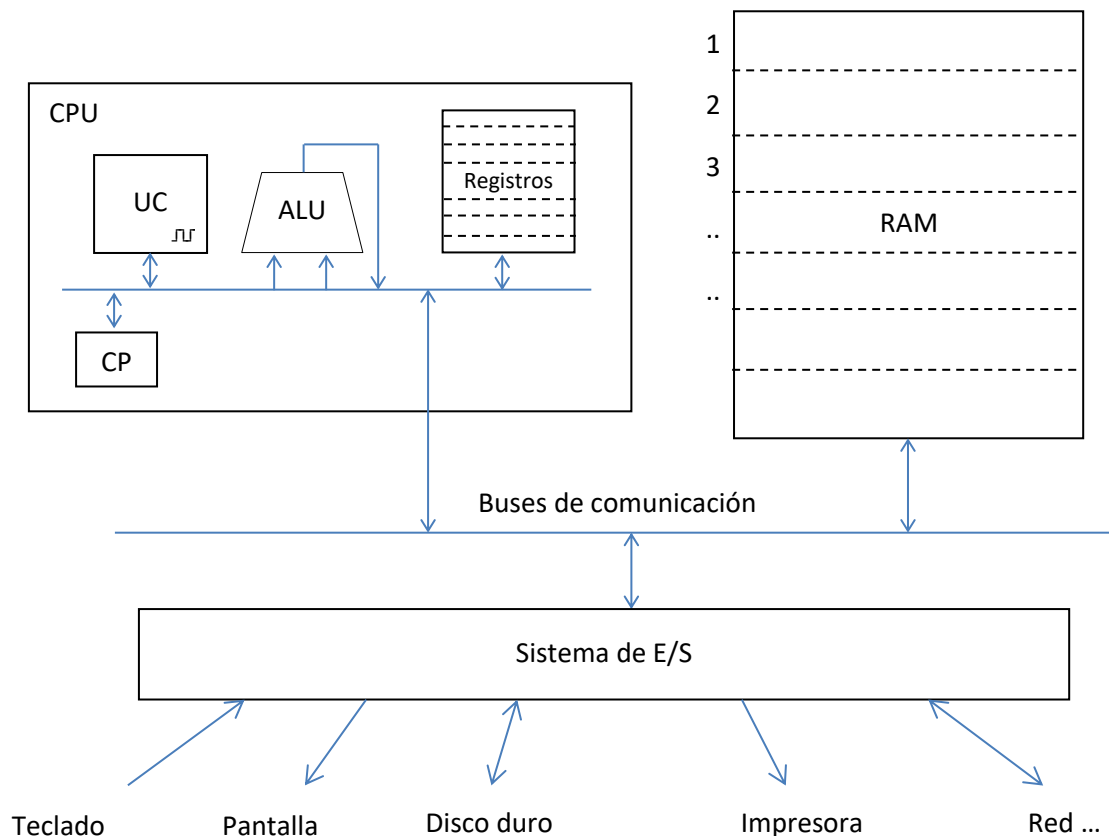 CPU
UC
ALU
Registros
CP
1
2
3
..
..
RAM
Buses de comunicación
Sistema de E/S
Teclado
Pantalla
Disco duro
Impresora
Red ...